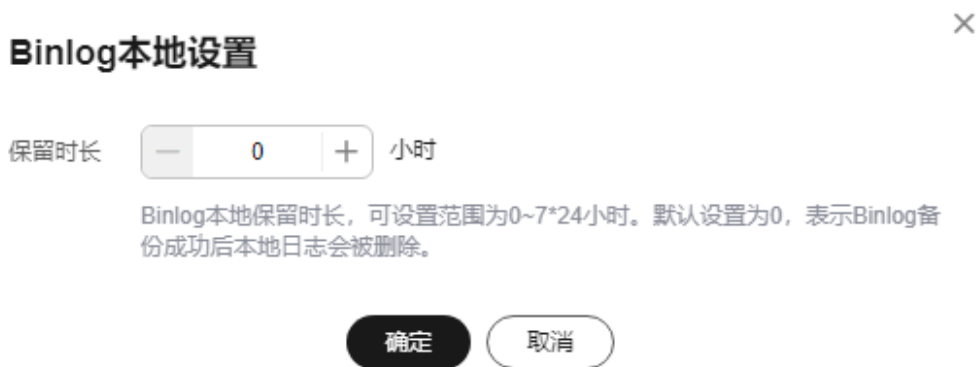 Binlog本地设置
保留时长 0 小时
Binlog本地保留时长，可设置范围为0~7*24小时。默认设置为0，表示Binlog备
份成功后本地日志会被删除。
确定 取消